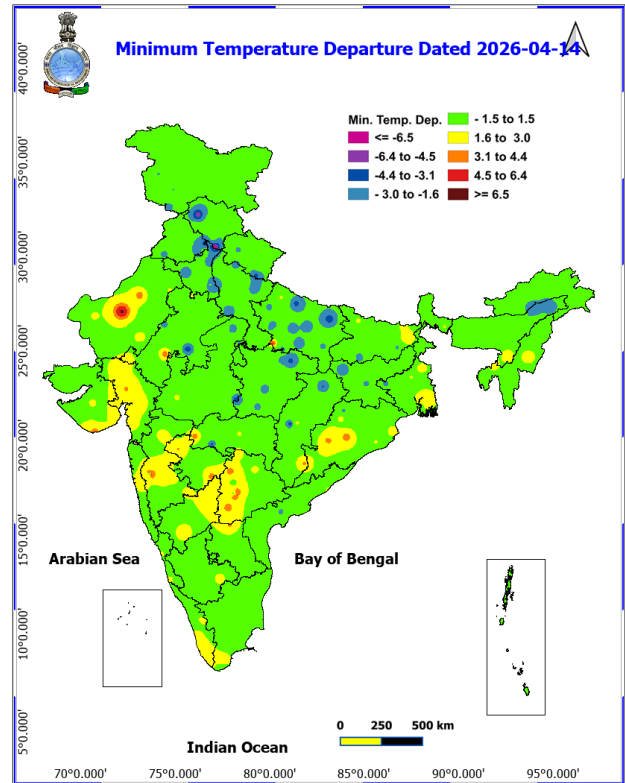 Minimum Temperature Departure Dated 2026-04-14
Min. Temp. Dep.
<= -6.5
-6.4 to -4.5
-4.4 to -3.1
- 3.0 to -1.6
- 1.5 to 1.5
1.6 to 3.0
3.1 to 4.4
4.5 to 6.4
>= 6.5
40°0.000'
35°0.000'
30°0.000'
25°0.000'
20°0.000'
15°0.000'
10°0.000'
5°0.000'
Arabian Sea
Bay of Bengal
Indian Ocean
0 250 500 km
70°0.000' 75°0.000' 80°0.000' 85°0.000' 90°0.000' 95°0.000'